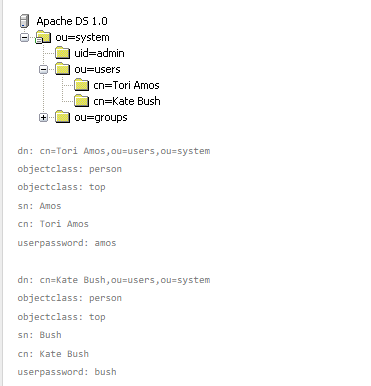 Apache DS 1.0
ou=system
uid=admin
ou=users
cn=Tori Amos
cn=Kate Bush
ou=groups
dn: cn=Tori Amos,ou=users,ou=system
objectclass: person
objectclass: top
sn: Amos
cn: Tori Amos
userpassword: amos
dn: cn=Kate Bush,ou=users,ou=system
objectclass: person
objectclass: top
sn: Bush
cn: Kate Bush
userpassword: bush